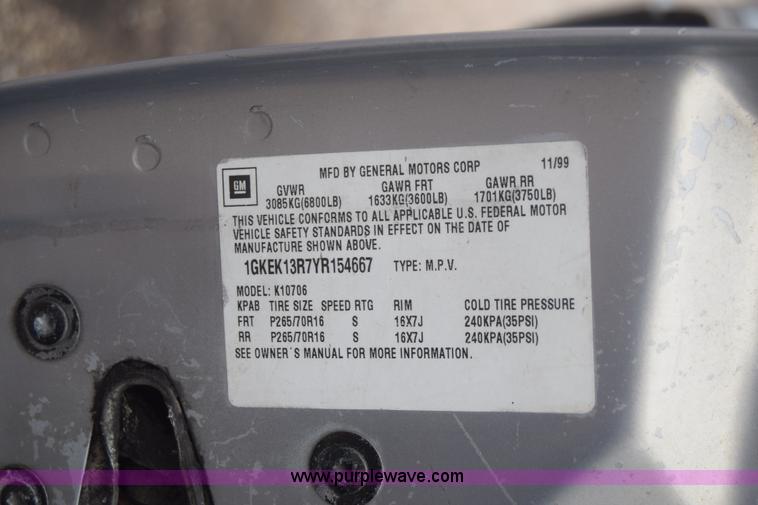 GM
MFD BY GENERAL MOTORS CORP 11/99
GVWR GAWR FRT GAWR RR
3085KG(6800LB) 1633KG(3600LB) 1701KG(3750LB)
THIS VEHICLE CONFORMS TO ALL APPLICABLE U.S. FEDERAL MOTOR
VEHICLE SAFETY STANDARDS IN EFFECT ON THE DATE OF
MANUFACTURE SHOWN ABOVE.
1GKEK13R7YR154667 TYPE: M.P.V.
MODEL: K10706
KPAB TIRE SIZE SPEED RTG RIM COLD TIRE PRESSURE
FRT P265/70R16 S 16X7J 240KPA(35PSI)
RR P265/70R16 S 16X7J 240KPA(35PSI)
SEE OWNER'S MANUAL FOR MORE INFORMATION.
www.purplewave.com